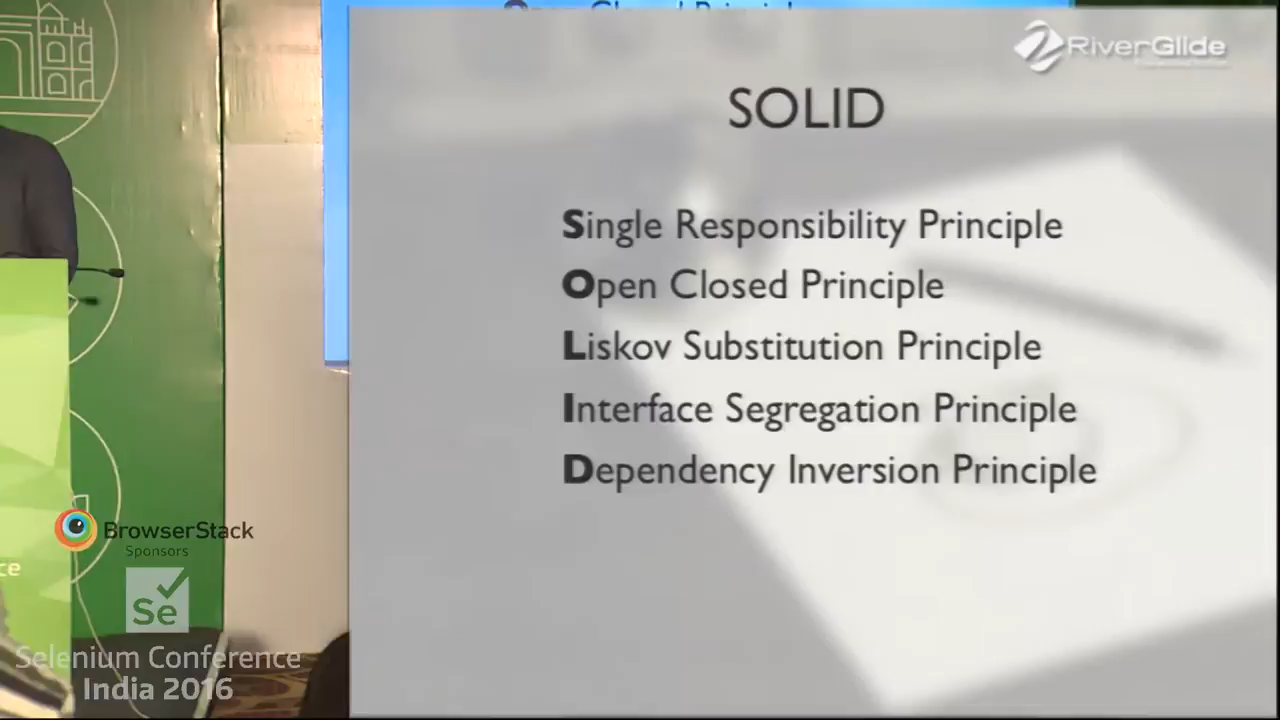 RiverGlide
SOLID
Single Responsibility Principle
Open Closed Principle
Liskov Substitution Principle
Interface Segregation Principle
Dependency Inversion Principle
BrowserStack
Sponsors
ce
Se
Selenium Conference
India 2016